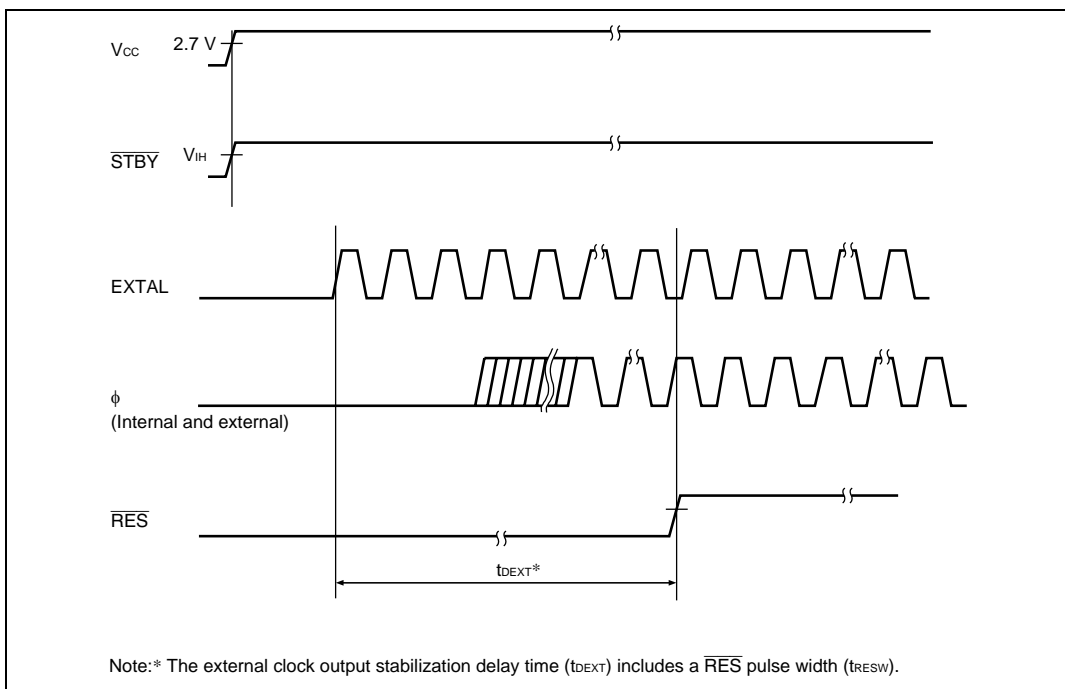 Vcc 2.7 V
STBY VIH
EXTAL
ϕ
(Internal and external)
RES
tDEXT*
Note:* The external clock output stabilization delay time (tDEXT) includes a RES pulse width (tRESW).